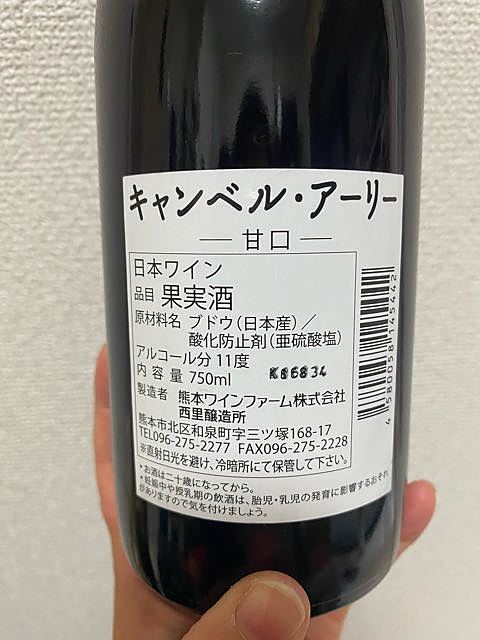 キャンベル・アーリー
― 甘口 ―
日本ワイン
品目 果実酒
原材料名 ブドウ(日本産)／
酸化防止剤(亜硫酸塩)
アルコール分 11度
内容量 750ml K86834
製造者 熊本ワインファーム株式会社
西里醸造所
熊本市北区和泉町字三ツ塚168-17
TEL096-275-2277 FAX096-275-2228
※直射日光を避け、冷暗所にて保管して下さい。
・お酒は二十歳になってから。
・妊娠中や授乳期の飲酒は、胎児・乳児の発育に影響するおそれ
がありますので気を付けましょう。
4580058145442